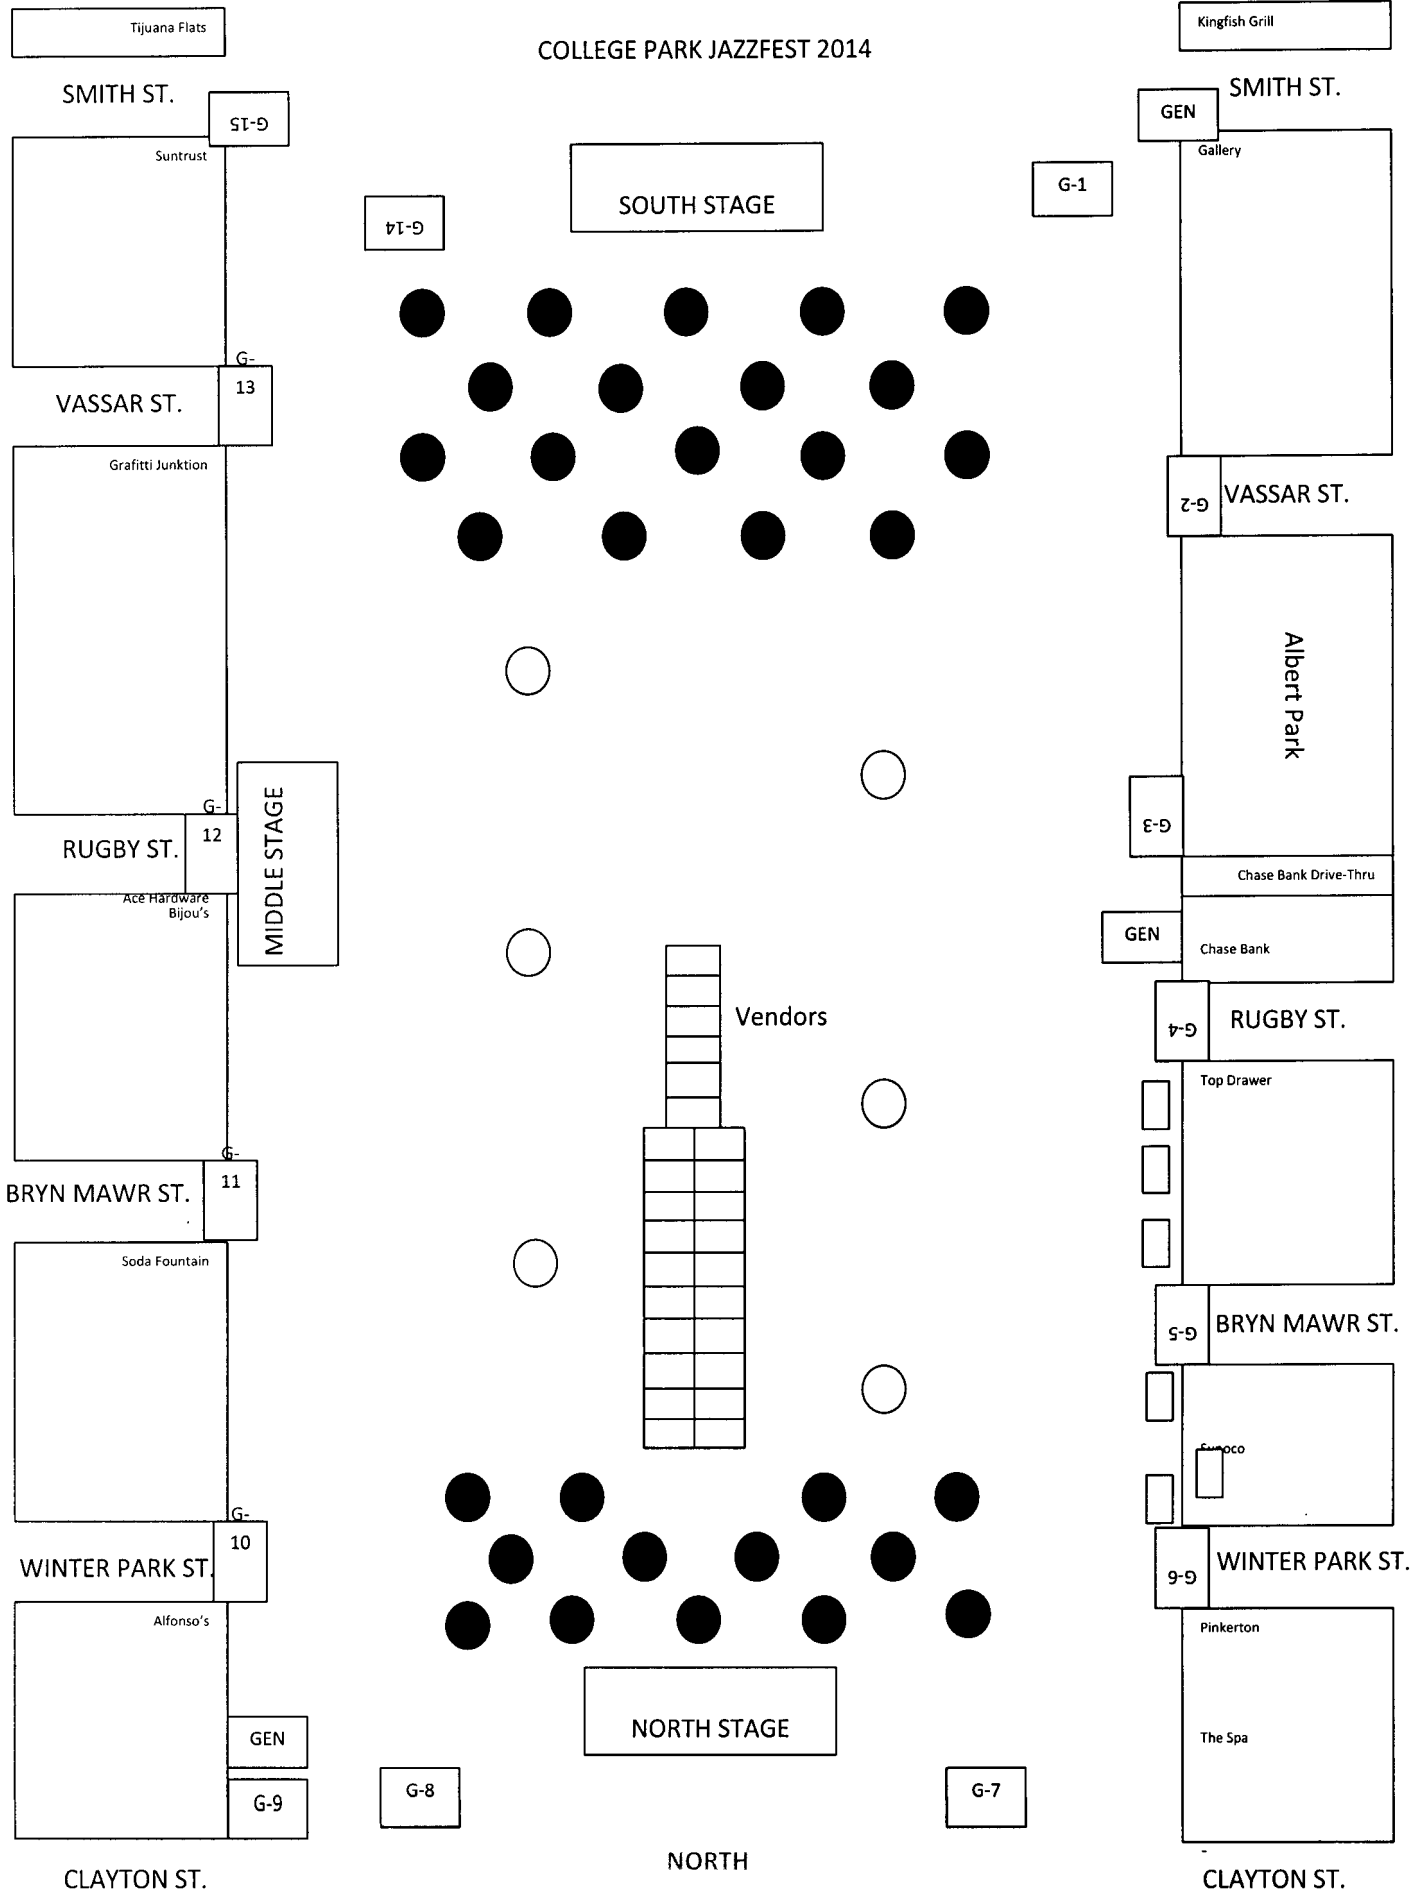 Tijuana Flats
COLLEGE PARK JAZZFEST 2014
Kingfish Grill
SMITH ST.
SMITH ST.
G-15
GEN
Suntrust
Gallery
G-1
SOUTH STAGE
G-14
G-
13
VASSAR ST.
Grafitti Junktion
G-2
VASSAR ST.
Albert Park
G-
12
RUGBY ST.
MIDDLE STAGE
G-3
Chase Bank Drive-Thru
Ace Hardware
Bijou's
GEN
Chase Bank
Vendors
G-4
RUGBY ST.
Top Drawer
G-
11
BRYN MAWR ST.
Soda Fountain
G-5
BRYN MAWR ST.
Sunoco
G-
10
WINTER PARK ST.
G-6
WINTER PARK ST.
Alfonso's
Pinkerton
NORTH STAGE
GEN
The Spa
G-9
G-8
G-7
NORTH
CLAYTON ST.
CLAYTON ST.